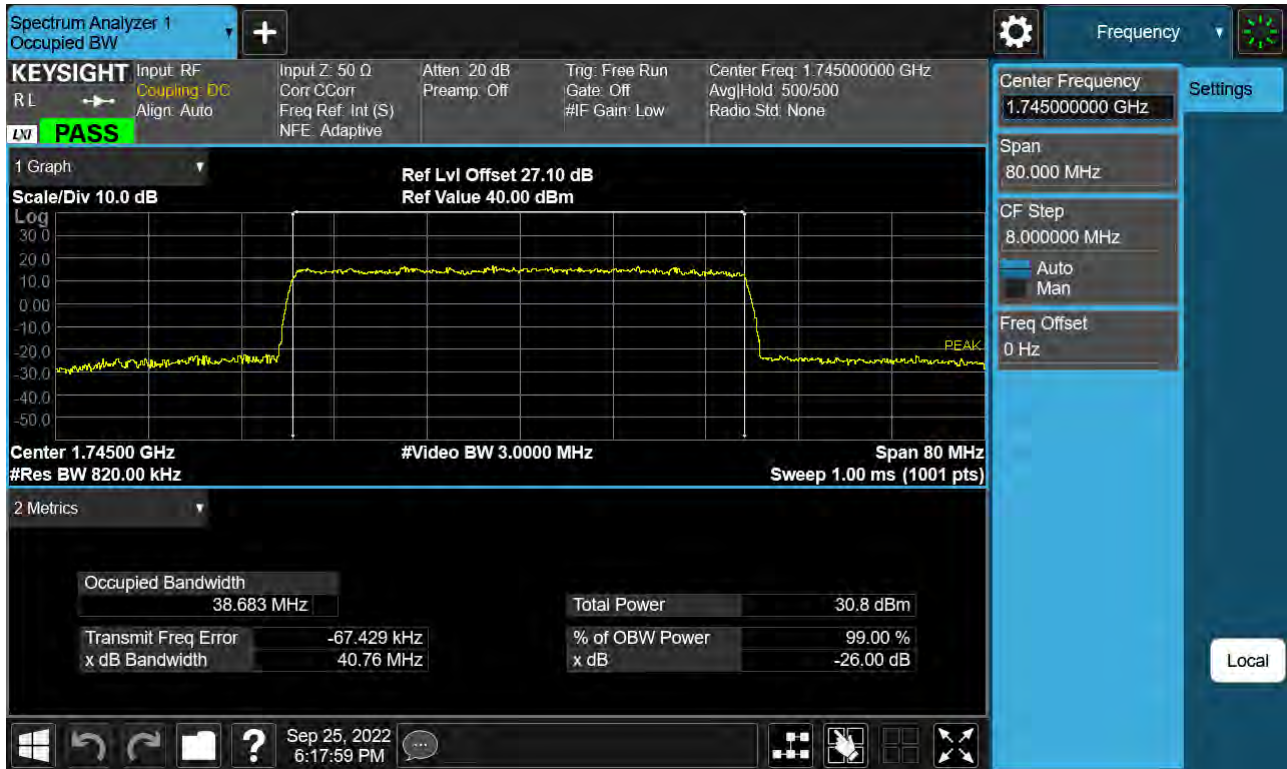 Spectrum Analyzer 1
Occupied BW
+
Frequency
KEYSIGHT
RL
LXI PASS
Input: RF
Coupling: DC
Align: Auto
Input Z: 50 Ω
Corr CCorr
Freq Ref: Int (S)
NFE: Adaptive
Atten: 20 dB
Preamp: Off
Trig: Free Run
Gate: Off
#IF Gain: Low
Center Freq: 1.745000000 GHz
Avg|Hold: 500/500
Radio Std: None
1 Graph
Scale/Div 10.0 dB
Ref Lvl Offset 27.10 dB
Ref Value 40.00 dBm
Log
30.0
20.0
10.0
0.00
-10.0
-20.0
-30.0
-40.0
-50.0
PEAK
Center 1.74500 GHz
#Res BW 820.00 kHz
#Video BW 3.0000 MHz
Span 80 MHz
Sweep 1.00 ms (1001 pts)
2 Metrics
Occupied Bandwidth
38.683 MHz
Transmit Freq Error -67.429 kHz
x dB Bandwidth 40.76 MHz
Total Power 30.8 dBm
% of OBW Power 99.00 %
x dB -26.00 dB
Center Frequency
1.745000000 GHz
Span
80.000 MHz
CF Step
8.000000 MHz
Auto
Man
Freq Offset
0 Hz
Settings
Local
?
Sep 25, 2022
6:17:59 PM